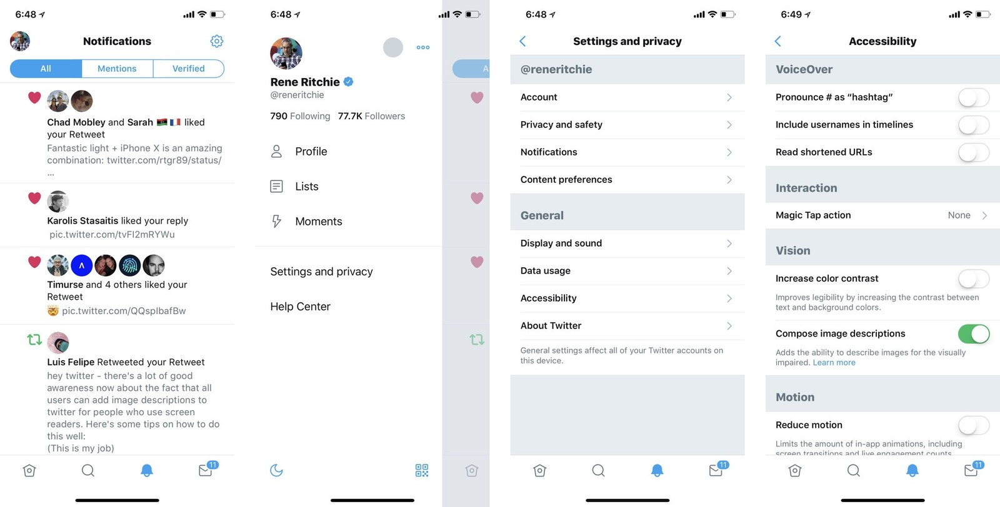 6:48
Notifications
All
Mentions
Verified
Chad Mobley and Sarah 🇱🇾 🇫🇷 liked
your Retweet
Fantastic light + iPhone X is an amazing
combination: twitter.com/rtgr89/status/
...
Karolis Stasaitis liked your reply
pic.twitter.com/tvFI2mRYWu
Λ
Timurse and 4 others liked your
Retweet
🤯 pic.twitter.com/QQspIbafBw
Luis Felipe Retweeted your Retweet
hey twitter - there's a lot of good
awareness now about the fact that all
users can add image descriptions to
twitter for people who use screen
readers. Here's some tips on how to do
this well:
(This is my job)
11
6:48
Rene Ritchie
@reneritchie
790 Following 77.7K Followers
Profile
Lists
Moments
Settings and privacy
Help Center
A
6:48
Settings and privacy
@reneritchie
Account
Privacy and safety
Notifications
Content preferences
General
Display and sound
Data usage
Accessibility
About Twitter
General settings affect all of your Twitter accounts on
this device.
11
6:49
Accessibility
VoiceOver
Pronounce # as “hashtag”
Include usernames in timelines
Read shortened URLs
Interaction
Magic Tap action None
Vision
Increase color contrast
Improves legibility by increasing the contrast between
text and background colors.
Compose image descriptions
Adds the ability to describe images for the visually
impaired. Learn more
Motion
Reduce motion
Limits the amount of in-app animations, including
screen transitions and live engagement counts.
11